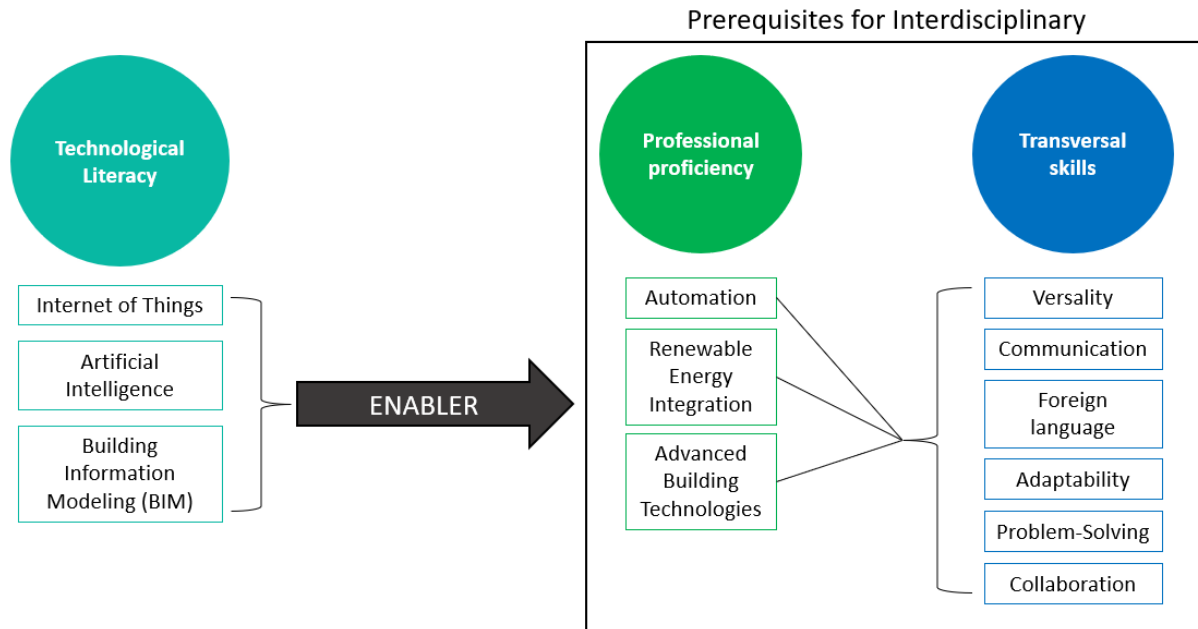 Prerequisites for Interdisciplinary
Technological
Literacy
Internet of Things
Artificial
Intelligence
Building
Information
Modeling (BIM)
ENABLER
Professional
proficiency
Automation
Renewable
Energy
Integration
Advanced
Building
Technologies
Transversal
skills
Versality
Communication
Foreign
language
Adaptability
Problem-Solving
Collaboration